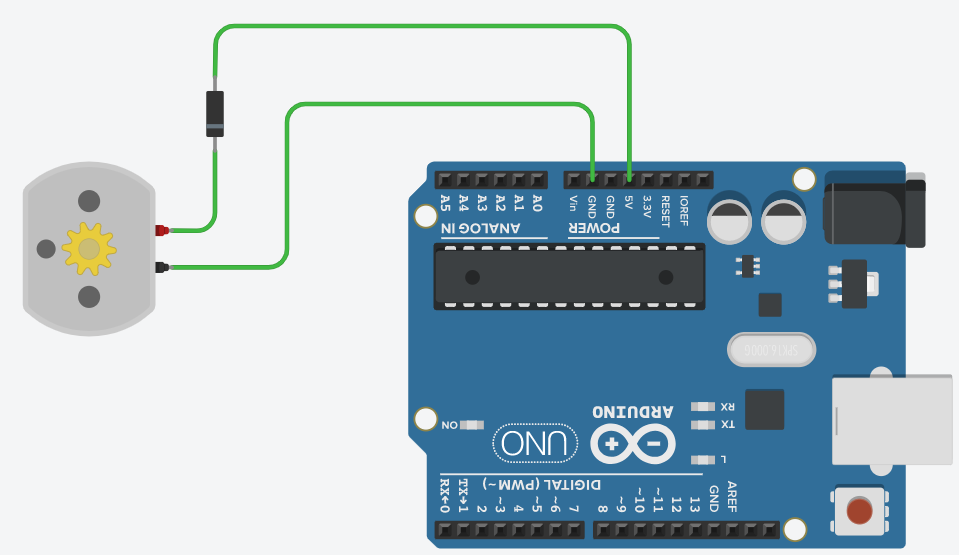 A5 A4 A3 A2 A1 A0 Vin GND GND 5V 3.3V RESET IOREF
ANALOG IN POWER
SPK16.000G
ARDUINO RX
ON UNO TX
L
DIGITAL (PWM ~)
RX←0 TX→1 2 ~3 4 ~5 ~6 7 8 ~9 ~10 ~11 12 13 GND AREF